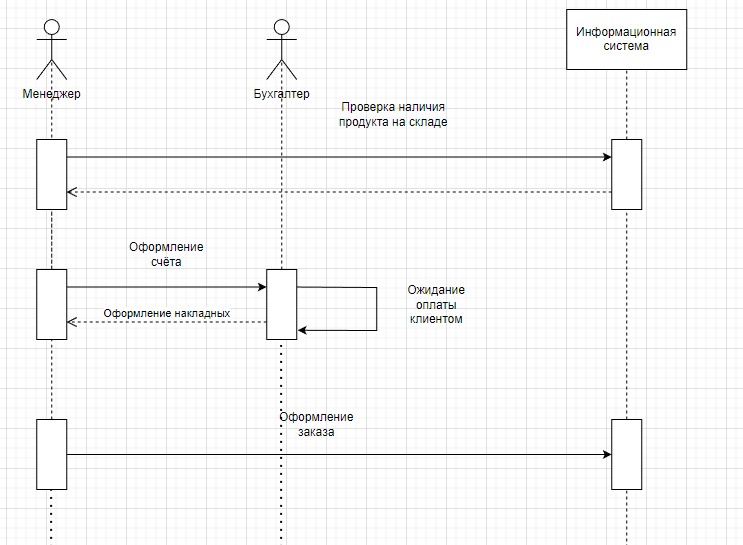 Информационная
система
Менеджер
Бухгалтер
Проверка наличия
продукта на складе
Оформление
счёта
Ожидание
оплаты
клиентом
Оформление накладных
Оформление
заказа